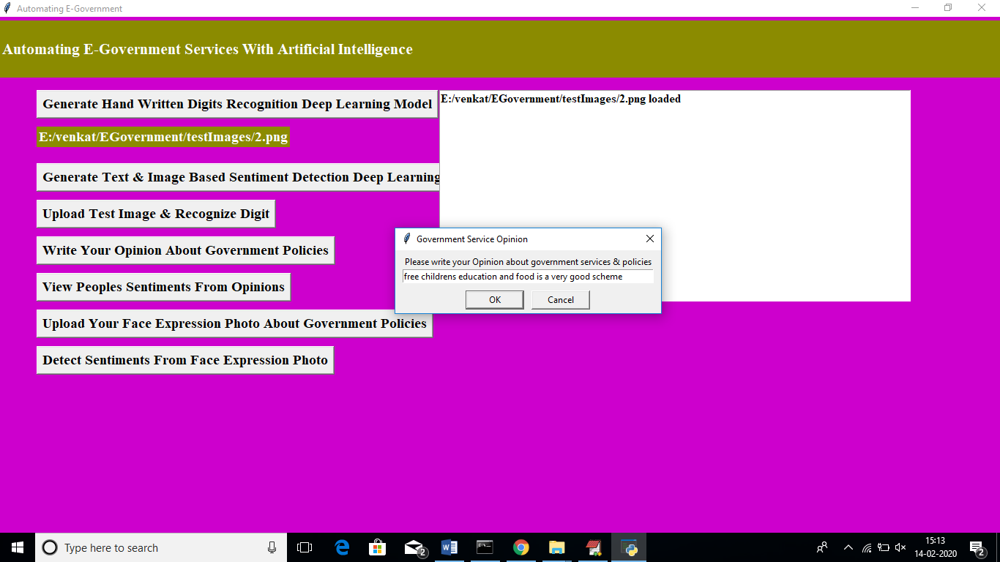 Automating E-Government
Automating E-Government Services With Artificial Intelligence
Generate Hand Written Digits Recognition Deep Learning Model
E:/venkat/EGovernment/testImages/2.png loaded
E:/venkat/EGovernment/testImages/2.png
Generate Text & Image Based Sentiment Detection Deep Learning
Upload Test Image & Recognize Digit
Write Your Opinion About Government Policies
View Peoples Sentiments From Opinions
Upload Your Face Expression Photo About Government Policies
Detect Sentiments From Face Expression Photo
Government Service Opinion
Please write your Opinion about government services & policies
free childrens education and food is a very good scheme
OK
Cancel
Type here to search
2
15:13
14-02-2020
2